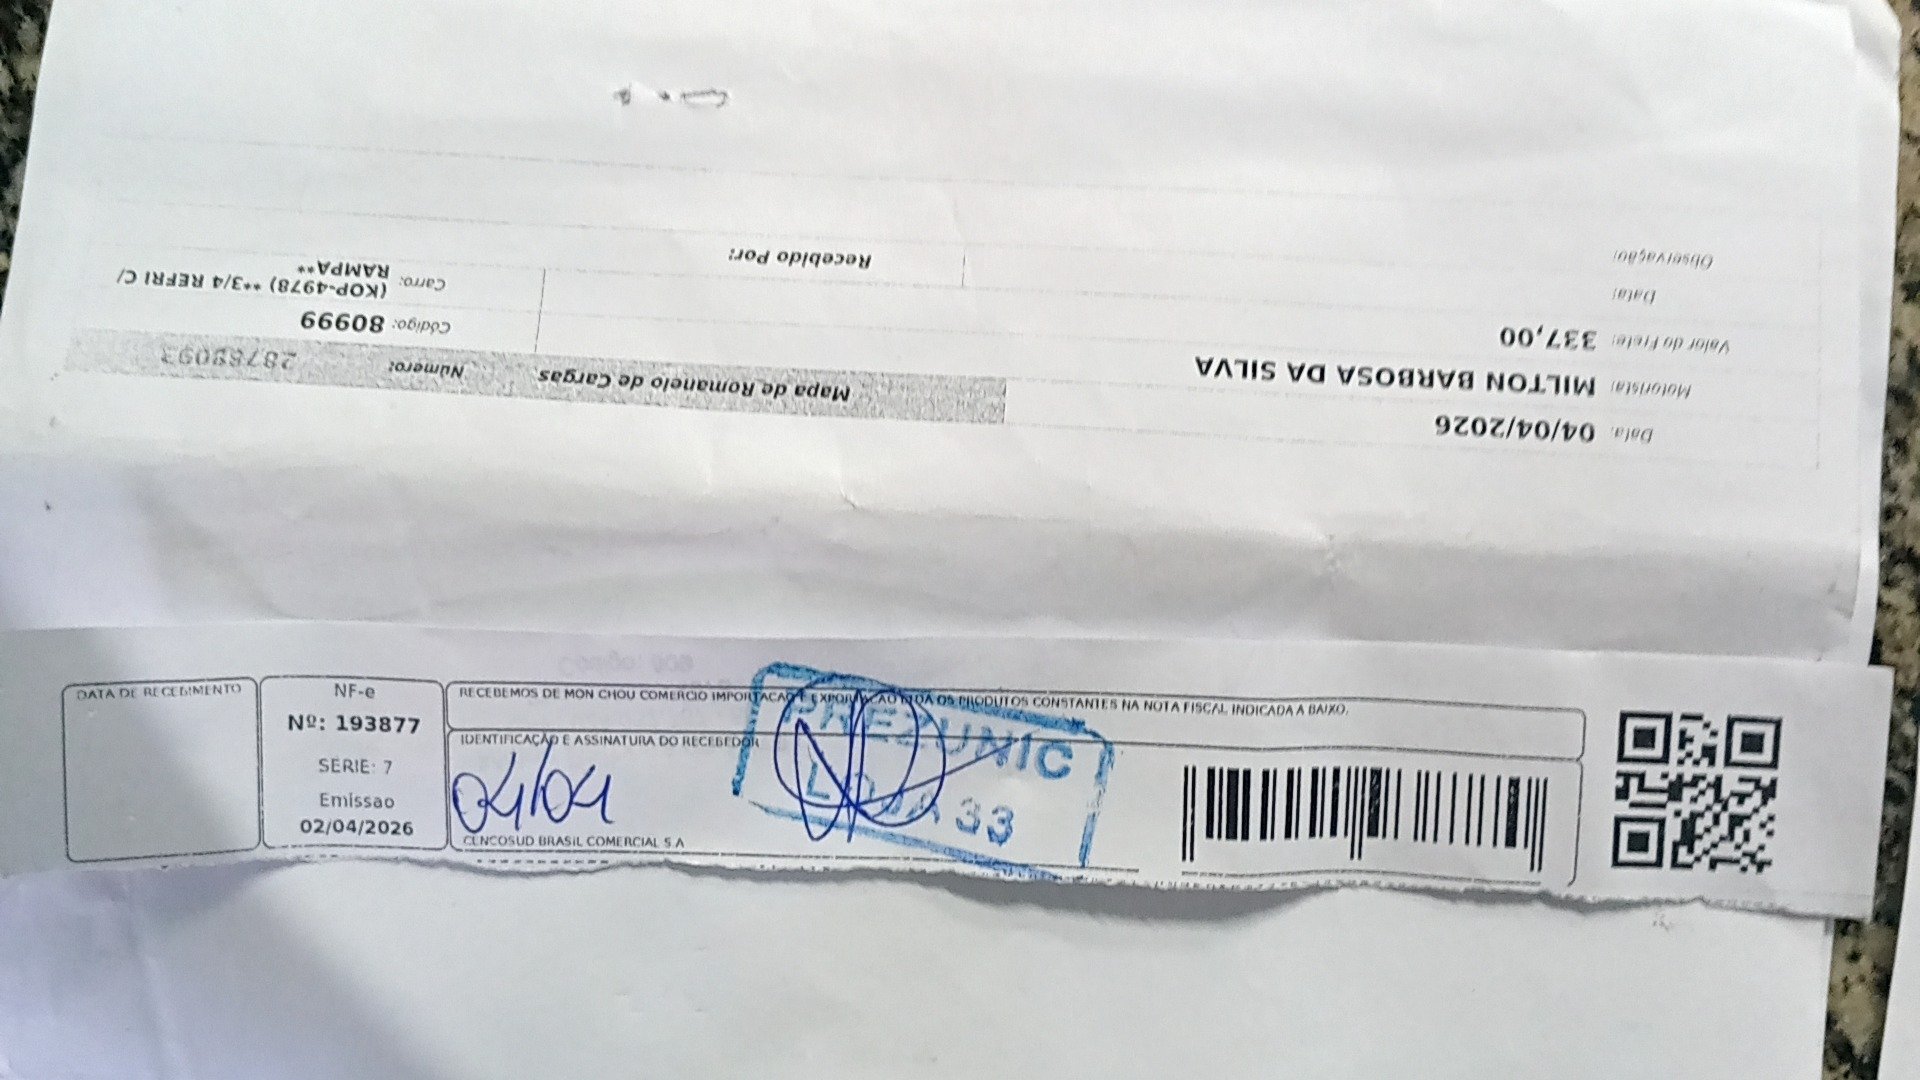 Data: 04/04/2026
Motorista: MILTON BARBOSA DA SILVA
Valor do Frete: 337,00
Data:
Observação:
Mapa de Romaneio de Cargas
Número:
Código: 80999
Carro: (KOP-4978) **3/4 REFRI C/
RAMPA**
Recebido Por:
DATA DE RECEBIMENTO
NF-e
Nº: 193877
SERIE: 7
Emissao
02/04/2026
RECEBEMOS DE MON CHOU COMERCIO IMPORTACAO E EXPORTACAO LTDA OS PRODUTOS CONSTANTES NA NOTA FISCAL INDICADA A BAIXO.
IDENTIFICAÇÃO E ASSINATURA DO RECEBEDOR
04/04
CENCOSUD BRASIL COMERCIAL S.A
PREZUNIC
LOJA 33